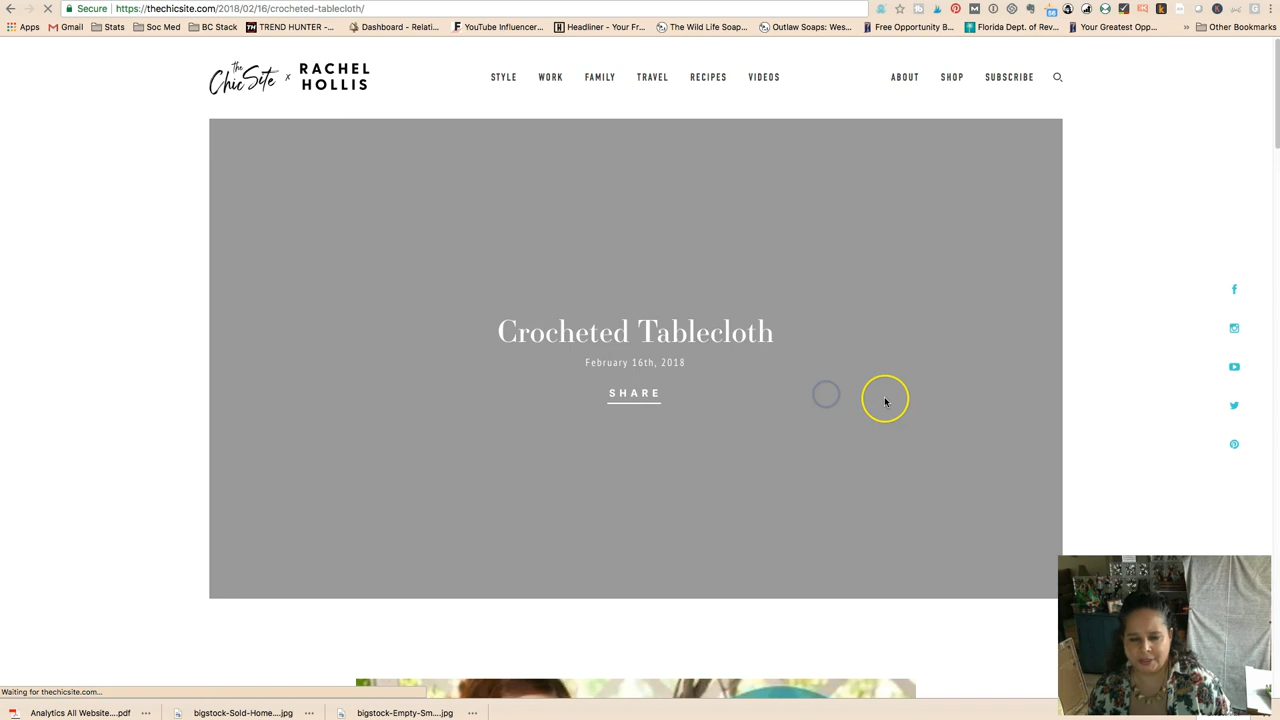 Secure https://thechicsite.com/2018/02/16/crocheted-tablecloth/
Apps Gmail Stats Soc Med BC Stack TREND HUNTER -... Dashboard - Relati... YouTube Influencer... Headliner - Your Fr... The Wild Life Soap... Outlaw Soaps: Wes... Free Opportunity B... Florida Dept. of Rev... Your Greatest Opp... » Other Bookmarks
the Chic Site x RACHEL HOLLIS
STYLE WORK FAMILY TRAVEL RECIPES VIDEOS ABOUT SHOP SUBSCRIBE
Crocheted Tablecloth
February 16th, 2018
SHARE
Waiting for thechicsite.com...
Analytics All Website....pdf bigstock-Sold-Home....jpg bigstock-Empty-Sm....jpg